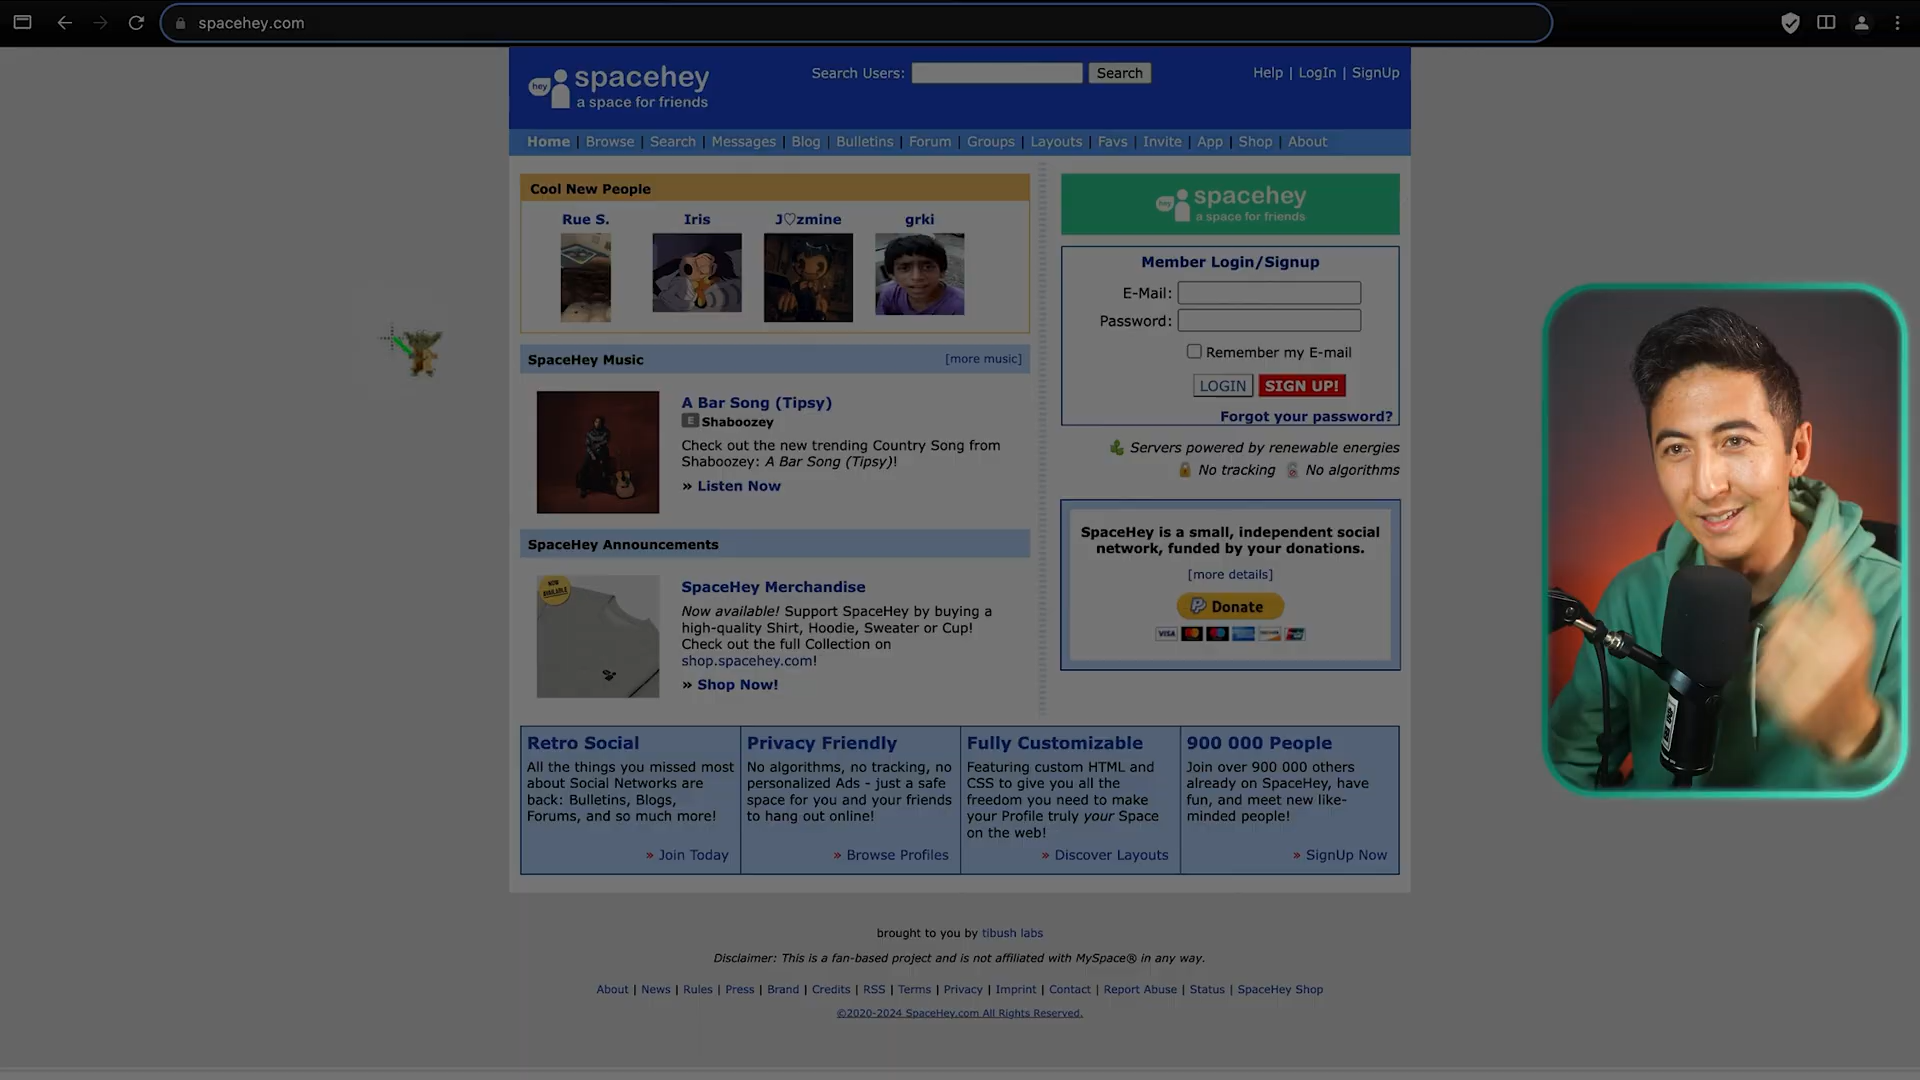 spacehey.com
hey spacehey
a space for friends
Search Users: Search
Help | LogIn | SignUp
Home | Browse | Search | Messages | Blog | Bulletins | Forum | Groups | Layouts | Favs | Invite | App | Shop | About
Cool New People
Rue S. Iris J♡zmine grki
SpaceHey Music [more music]
A Bar Song (Tipsy)
E Shaboozey
Check out the new trending Country Song from
Shaboozey: A Bar Song (Tipsy)!
» Listen Now
SpaceHey Announcements
NOW AVAILABLE
SpaceHey Merchandise
Now available! Support SpaceHey by buying a
high-quality Shirt, Hoodie, Sweater or Cup!
Check out the full Collection on
shop.spacehey.com!
» Shop Now!
hey spacehey
a space for friends
Member Login/Signup
E-Mail:
Password:
Remember my E-mail
LOGIN SIGN UP!
Forgot your password?
Servers powered by renewable energies
No tracking No algorithms
SpaceHey is a small, independent social
network, funded by your donations.
[more details]
Donate
VISA
Retro Social
All the things you missed most
about Social Networks are
back: Bulletins, Blogs,
Forums, and so much more!
» Join Today
Privacy Friendly
No algorithms, no tracking, no
personalized Ads - just a safe
space for you and your friends
to hang out online!
» Browse Profiles
Fully Customizable
Featuring custom HTML and
CSS to give you all the
freedom you need to make
your Profile truly your Space
on the web!
» Discover Layouts
900 000 People
Join over 900 000 others
already on SpaceHey, have
fun, and meet new like-
minded people!
» SignUp Now
brought to you by tibush labs
Disclaimer: This is a fan-based project and is not affiliated with MySpace® in any way.
About | News | Rules | Press | Brand | Credits | RSS | Terms | Privacy | Imprint | Contact | Report Abuse | Status | SpaceHey Shop
©2020-2024 SpaceHey.com All Rights Reserved.